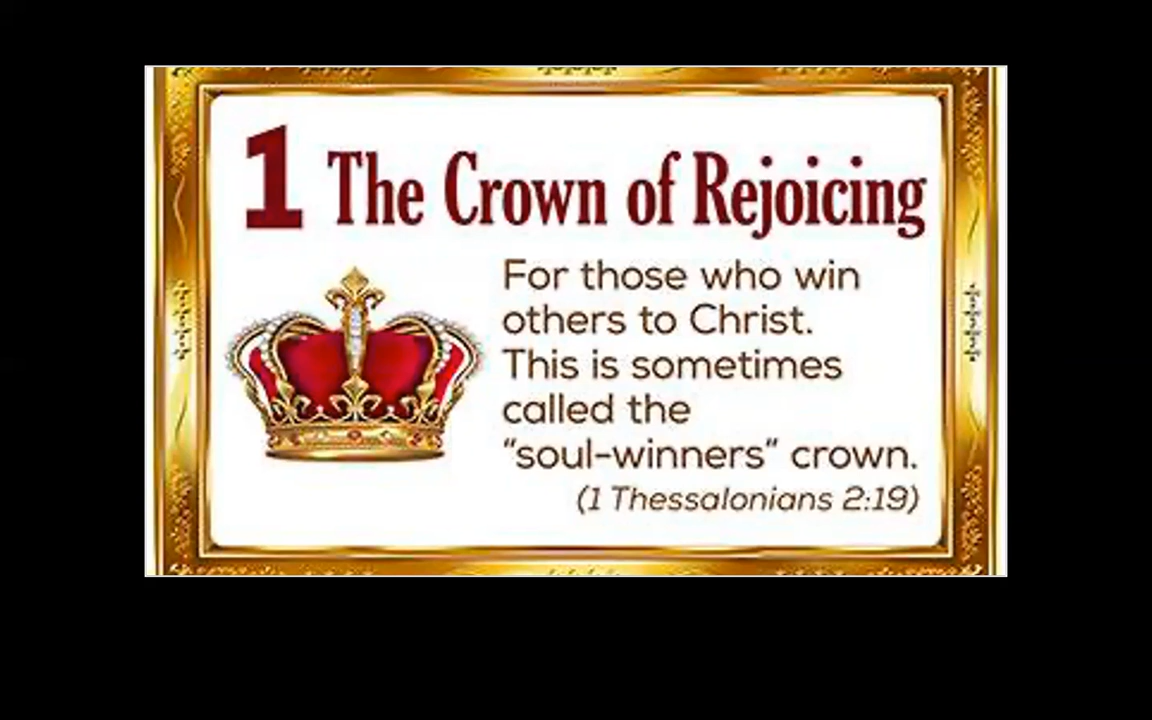 1 The Crown of Rejoicing
For those who win
others to Christ.
This is sometimes
called the
“soul-winners” crown.
(1 Thessalonians 2:19)